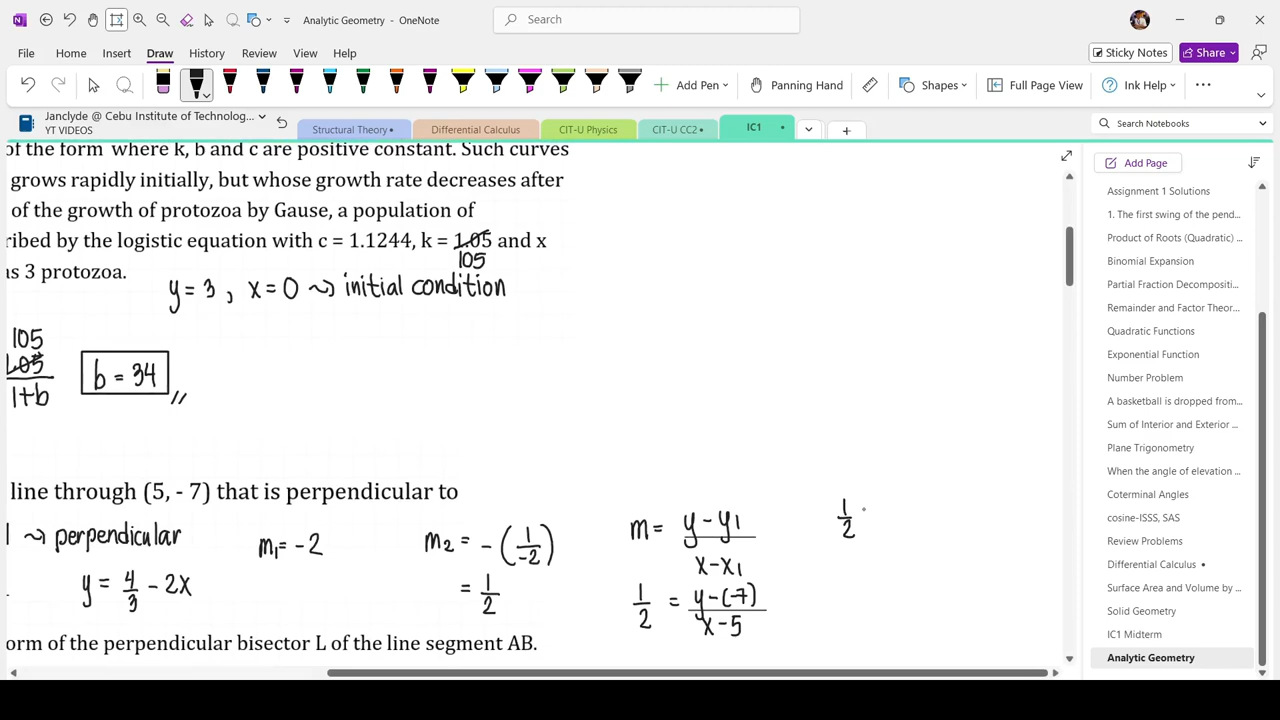 Analytic Geometry - OneNote
Search
File Home Insert Draw History Review View Help
Sticky Notes Share
Add Pen Panning Hand Shapes Full Page View Ink Help
Janclyde @ Cebu Institute of Technolog...
YT VIDEOS
Structural Theory Differential Calculus CIT-U Physics CIT-U CC2 IC1
Search Notebooks
of the form where k, b and c are positive constant. Such curves
grows rapidly initially, but whose growth rate decreases after
of the growth of protozoa by Gause, a population of
ribed by the logistic equation with c = 1.1244, k = 1.05 and x
105
as 3 protozoa.
y = 3 , x = 0 ⤳ initial condition
105
1.05
1+b
b = 34 //
line through (5, - 7) that is perpendicular to
1 ⤳ perpendicular
m₁ = -2
m₂ = - (1/-2)
m = y - y₁ / x - x₁
1/2
y = 4/3 - 2x
= 1/2
1/2 = y - (-7) / x - 5
orm of the perpendicular bisector L of the line segment AB.
Add Page
Assignment 1 Solutions
1. The first swing of the pend...
Product of Roots (Quadratic) ...
Binomial Expansion
Partial Fraction Decompositi...
Remainder and Factor Theor...
Quadratic Functions
Exponential Function
Number Problem
A basketball is dropped from...
Sum of Interior and Exterior ...
Plane Trigonometry
When the angle of elevation ...
Coterminal Angles
cosine-ISSS, SAS
Review Problems
Differential Calculus
Surface Area and Volume by ...
Solid Geometry
IC1 Midterm
Analytic Geometry